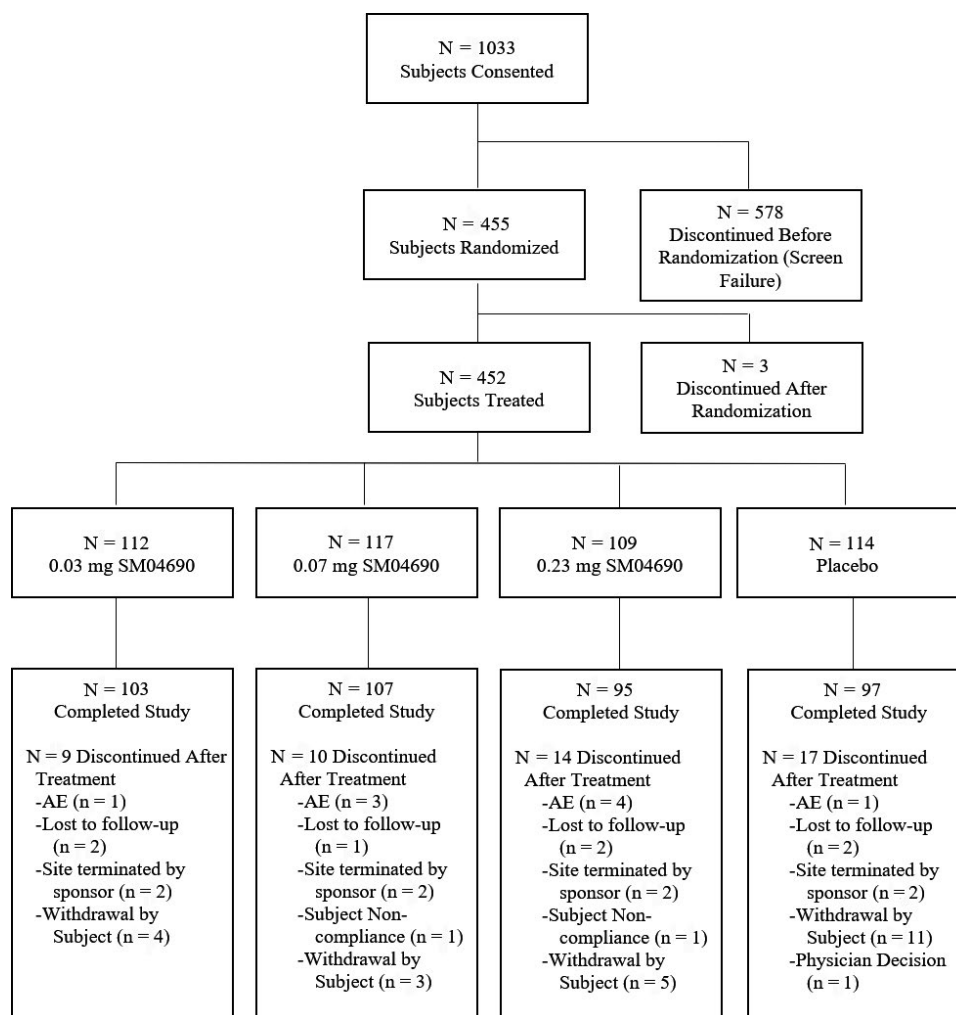 N = 1033
Subjects Consented
N = 455
Subjects Randomized
N = 578
Discontinued Before
Randomization (Screen
Failure)
N = 452
Subjects Treated
N = 3
Discontinued After
Randomization
N = 112
0.03 mg SM04690
N = 117
0.07 mg SM04690
N = 109
0.23 mg SM04690
N = 114
Placebo
N = 103
Completed Study
N = 9 Discontinued After
Treatment
-AE (n = 1)
-Lost to follow-up
(n = 2)
-Site terminated by
sponsor (n = 2)
-Withdrawal by
Subject (n = 4)
N = 107
Completed Study
N = 10 Discontinued
After Treatment
-AE (n = 3)
-Lost to follow-up
(n = 1)
-Site terminated by
sponsor (n = 2)
-Subject Non-
compliance (n = 1)
-Withdrawal by
Subject (n = 3)
N = 95
Completed Study
N = 14 Discontinued
After Treatment
-AE (n = 4)
-Lost to follow-up
(n = 2)
-Site terminated by
sponsor (n = 2)
-Subject Non-
compliance (n = 1)
-Withdrawal by
Subject (n = 5)
N = 97
Completed Study
N = 17 Discontinued
After Treatment
-AE (n = 1)
-Lost to follow-up
(n = 2)
-Site terminated by
sponsor (n = 2)
-Withdrawal by
Subject (n = 11)
-Physician Decision
(n = 1)